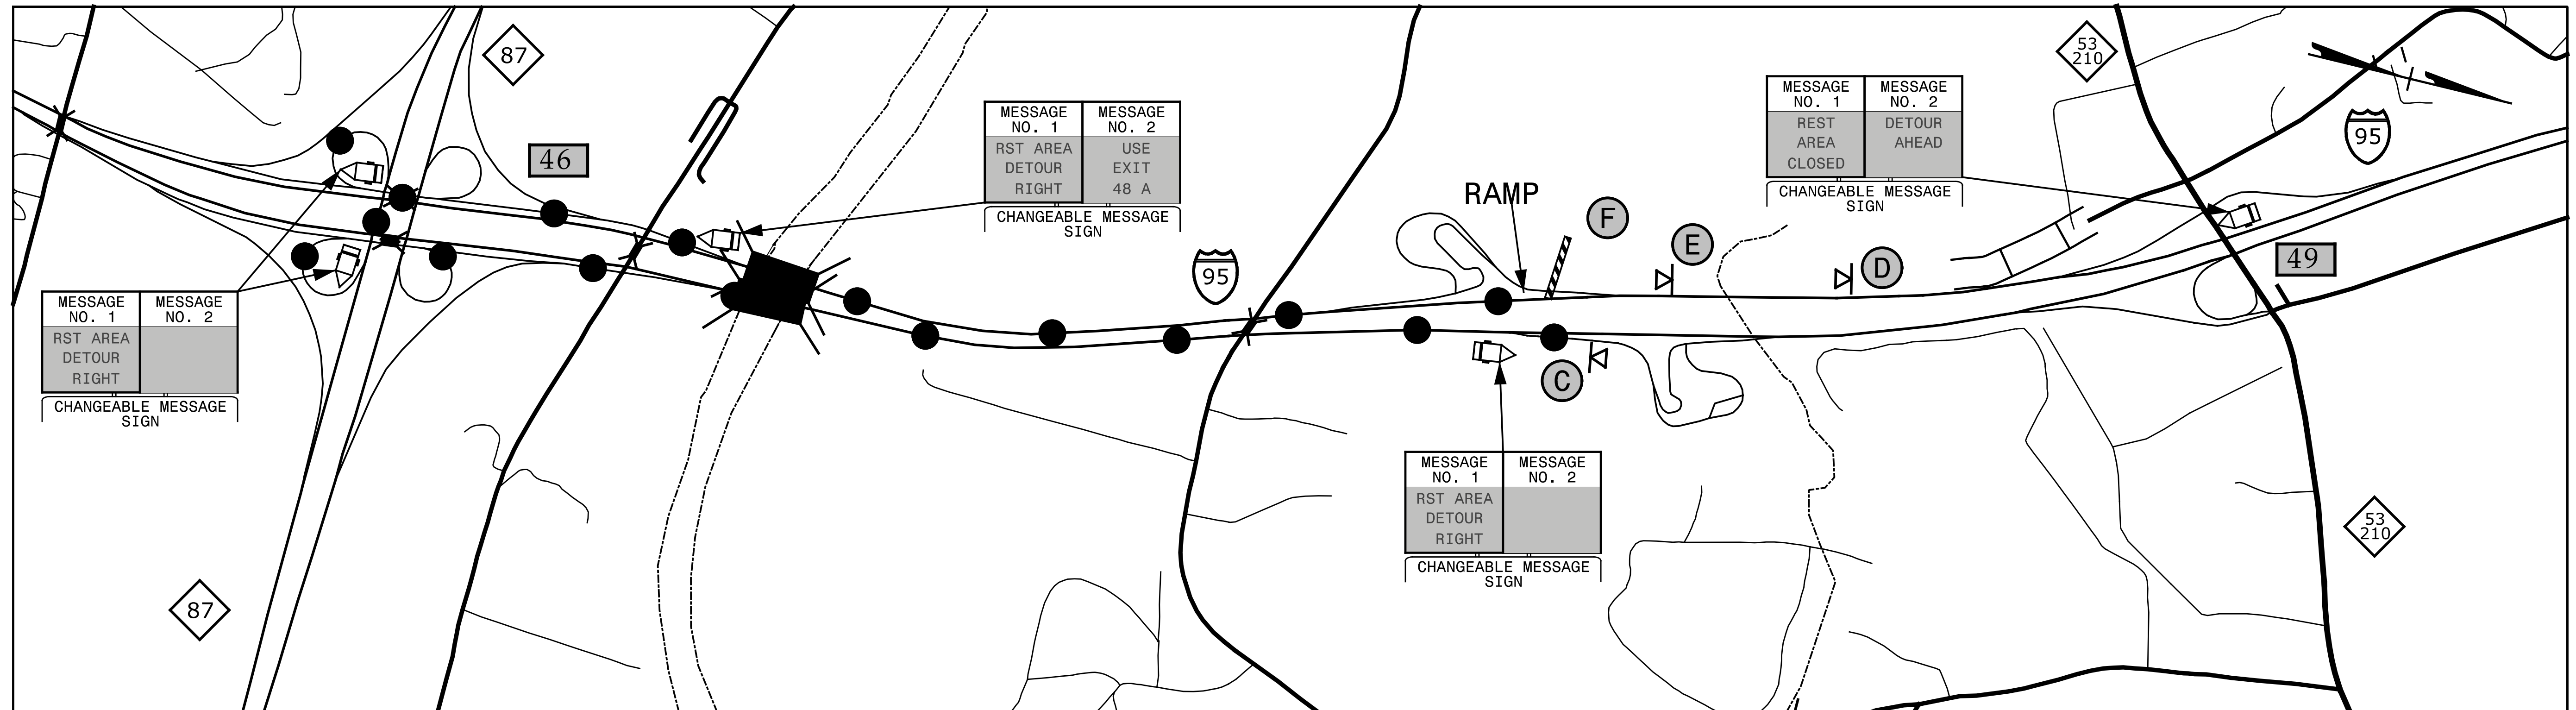 87
46
MESSAGE NO. 1
MESSAGE NO. 2
RST AREA
DETOUR
RIGHT
USE
EXIT
48 A
CHANGEABLE MESSAGE
SIGN
95
RAMP
F
E
D
C
MESSAGE NO. 1
MESSAGE NO. 2
REST
AREA
CLOSED
DETOUR
AHEAD
CHANGEABLE MESSAGE
SIGN
53
210
95
49
MESSAGE NO. 1
MESSAGE NO. 2
RST AREA
DETOUR
RIGHT
CHANGEABLE MESSAGE
SIGN
MESSAGE NO. 1
MESSAGE NO. 2
RST AREA
DETOUR
RIGHT
CHANGEABLE MESSAGE
SIGN
53
210
87